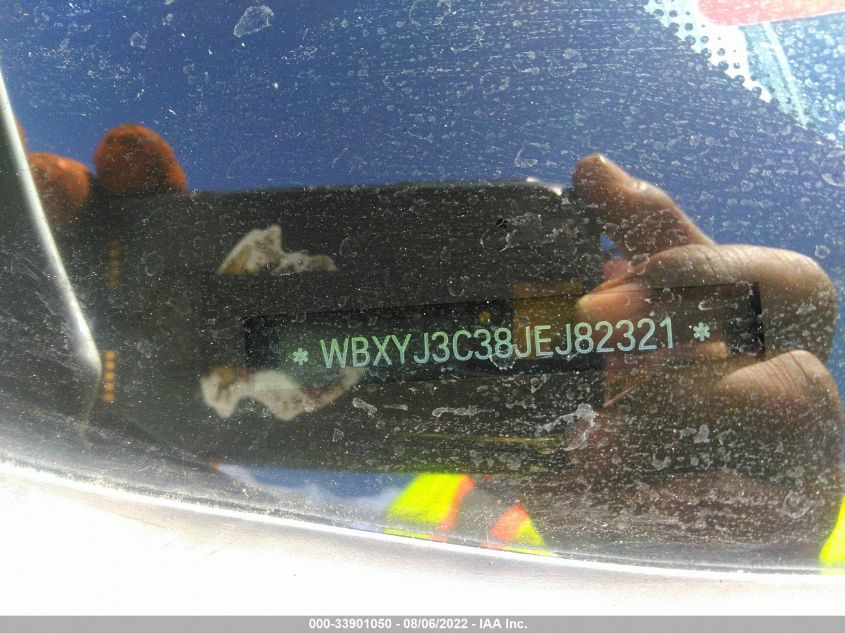 * WBXYJ3C38JEJ82321 *
000-33901050 - 08/06/2022 - IAA Inc.